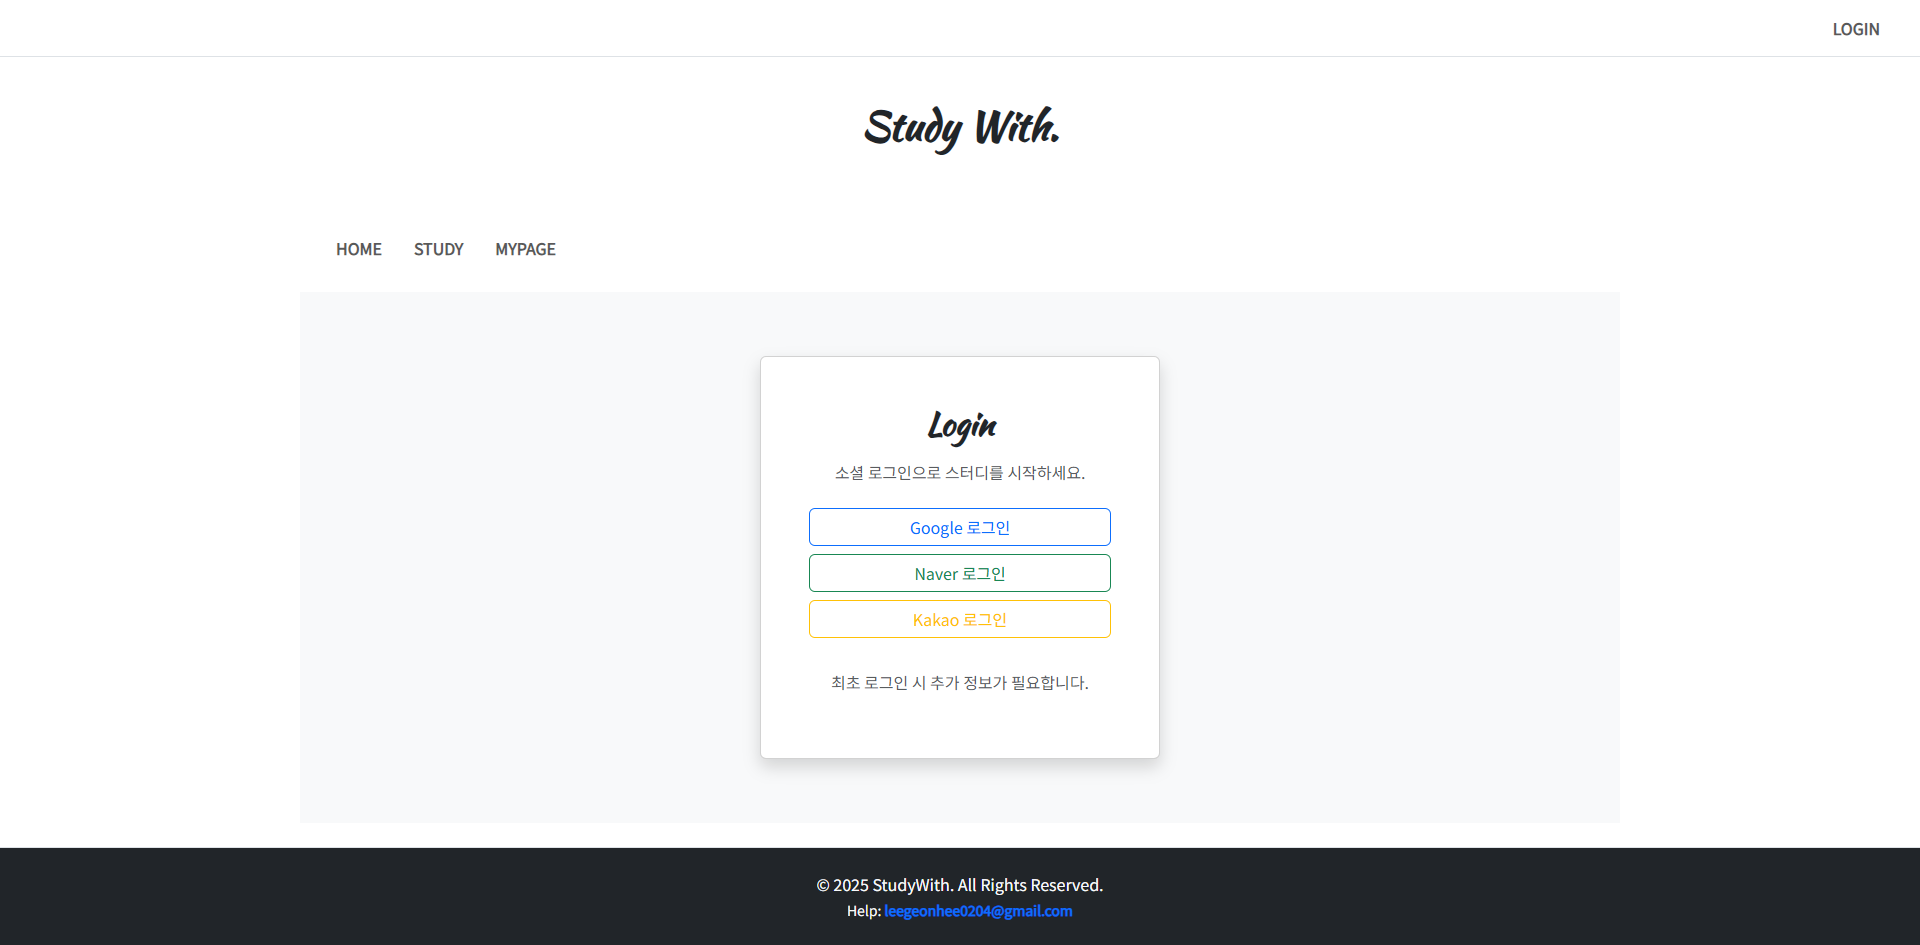 LOGIN
Study With.
HOME STUDY MYPAGE
Login
소셜 로그인으로 스터디를 시작하세요.
Google 로그인
Naver 로그인
Kakao 로그인
최초 로그인 시 추가 정보가 필요합니다.
© 2025 StudyWith. All Rights Reserved.
Help: leegeonhee0204@gmail.com